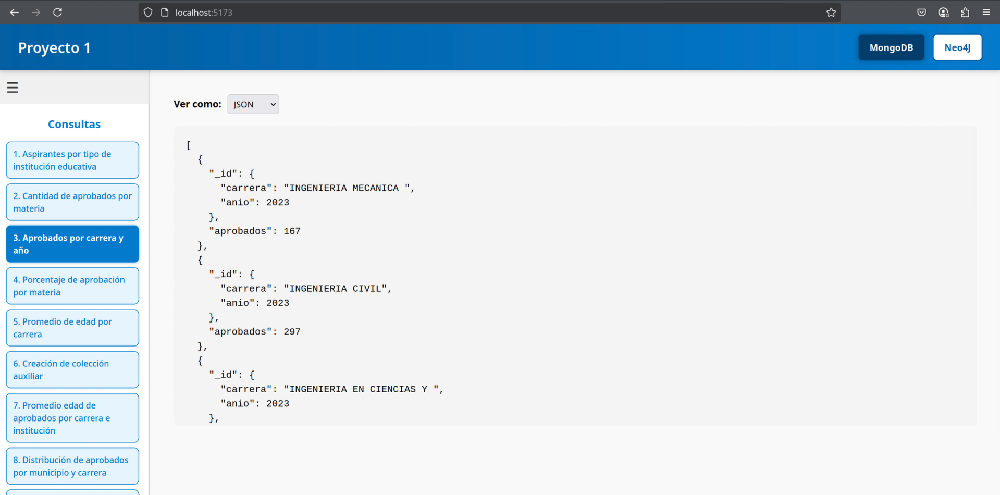 localhost:5173
Proyecto 1
MongoDB
Neo4J
Consultas
1. Aspirantes por tipo de
institución educativa
2. Cantidad de aprobados por
materia
3. Aprobados por carrera y
año
4. Porcentaje de aprobación
por materia
5. Promedio de edad por
carrera
6. Creación de colección
auxiliar
7. Promedio edad de
aprobados por carrera e
institución
8. Distribución de aprobados
por municipio y carrera
Ver como:
JSON
[
  {
    "_id": {
      "carrera": "INGENIERIA MECANICA ",
      "anio": 2023
    },
    "aprobados": 167
  },
  {
    "_id": {
      "carrera": "INGENIERIA CIVIL",
      "anio": 2023
    },
    "aprobados": 297
  },
  {
    "_id": {
      "carrera": "INGENIERIA EN CIENCIAS Y ",
      "anio": 2023
    },